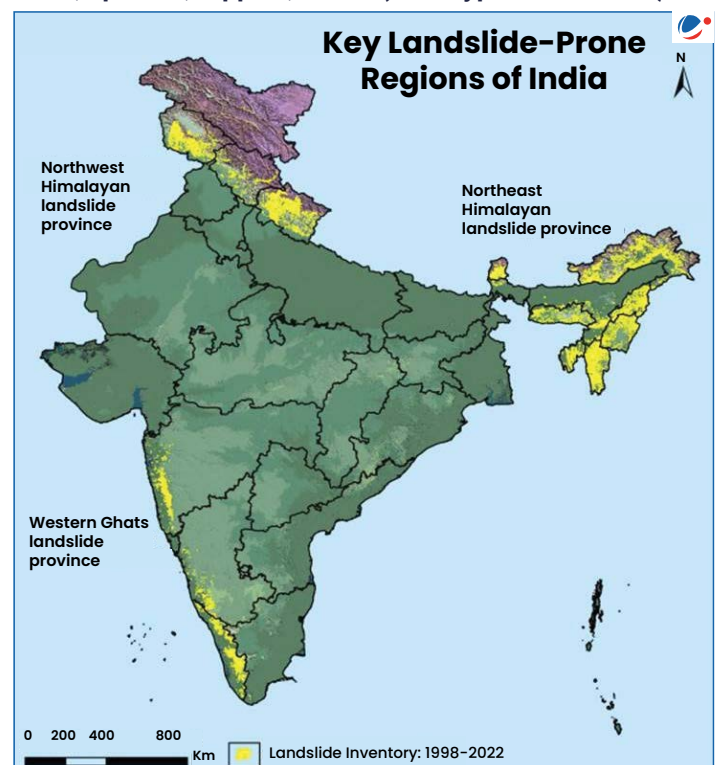 Key Landslide-Prone
Regions of India
N
Northwest
Himalayan
landslide
province
Northeast
Himalayan
landslide province
Western Ghats
landslide
province
0 200 400 800
Km
Landslide Inventory: 1998-2022